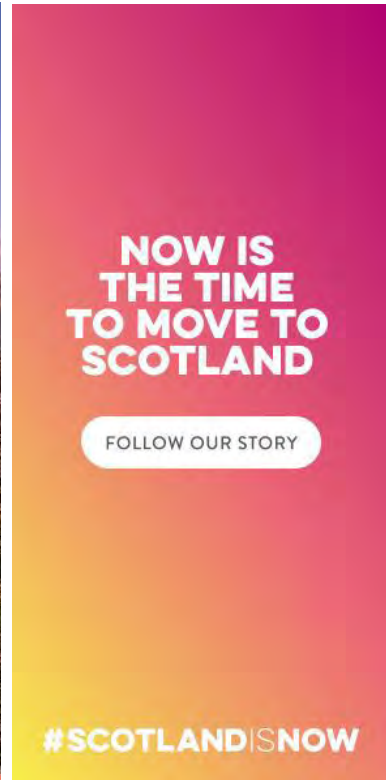 NOW IS
THE TIME
TO MOVE TO
SCOTLAND
FOLLOW OUR STORY
#SCOTLANDISNOW